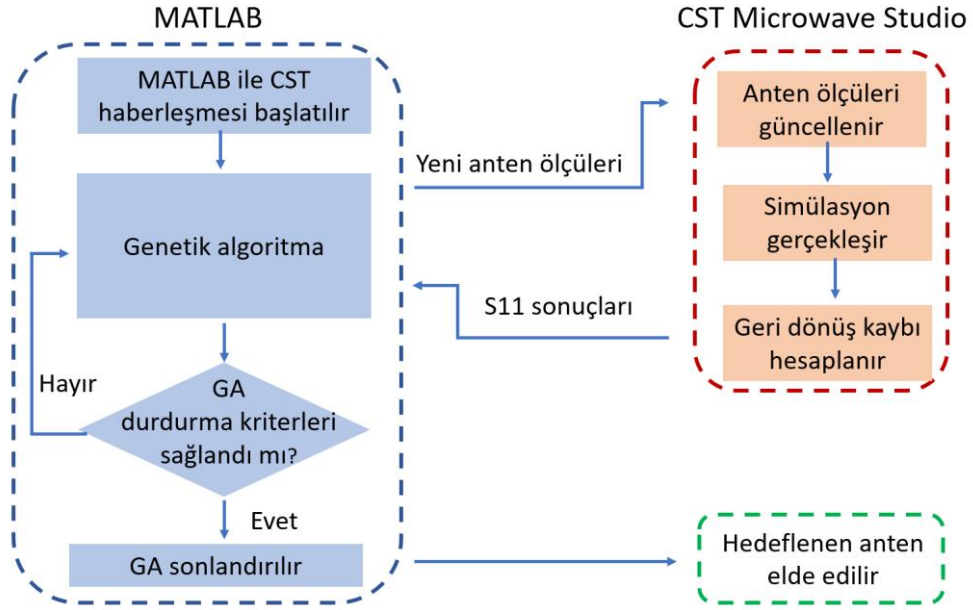 MATLAB
MATLAB ile CST
haberleşmesi başlatılır
Genetik algoritma
Hayır
GA
durdurma kriterleri
sağlandı mı?
Evet
GA sonlandırılır
Yeni anten ölçüleri
S11 sonuçları
CST Microwave Studio
Anten ölçüleri
güncellenir
Simülasyon
gerçekleşir
Geri dönüş kaybı
hesaplanır
Hedeflenen anten
elde edilir